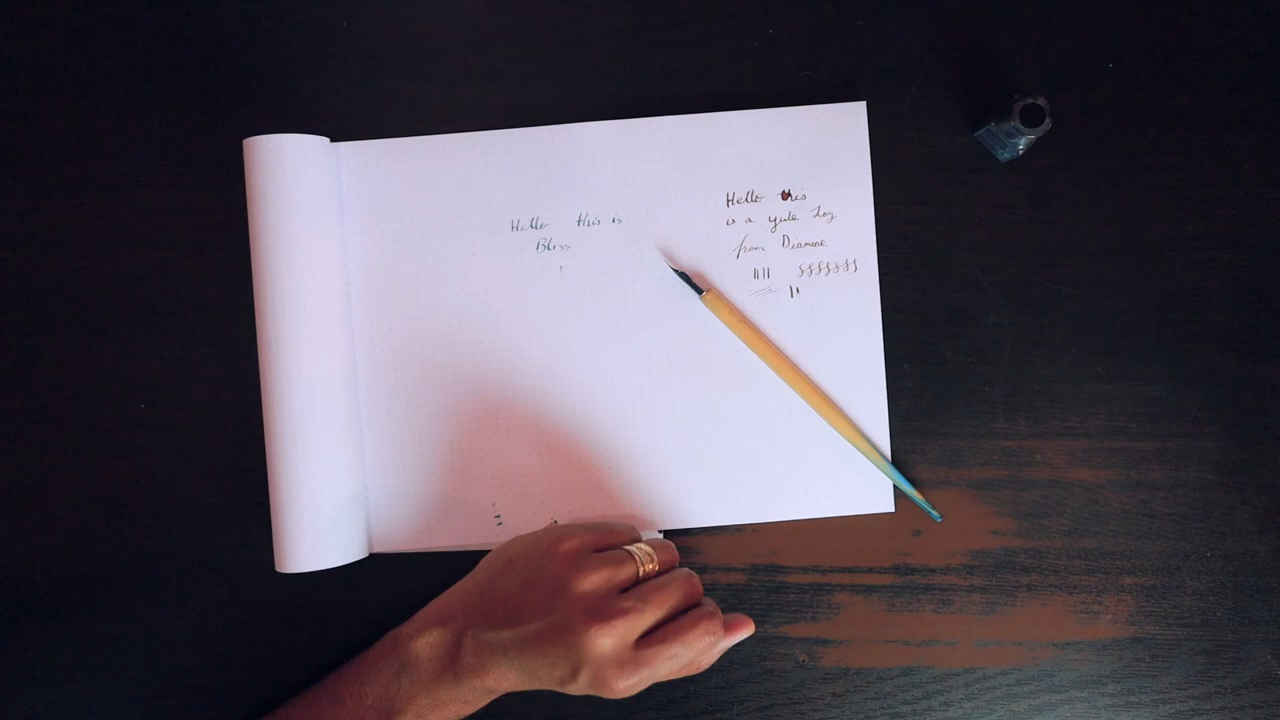 Hello this is
Bliss
Hello this
is a yule Log
from Diamine